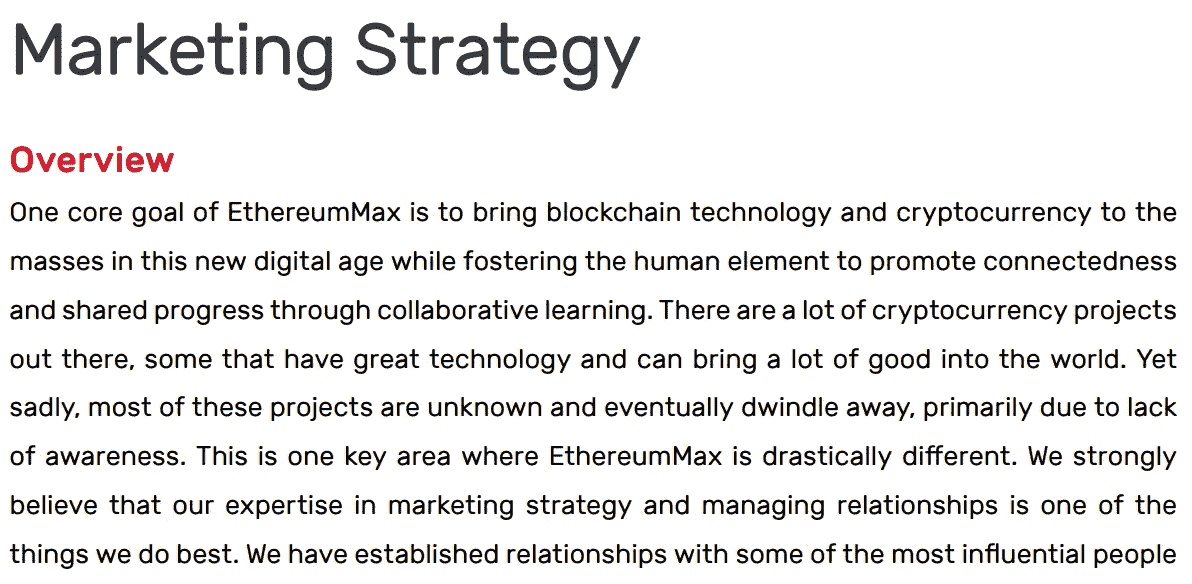 Marketing Strategy
Overview
One core goal of EthereumMax is to bring blockchain technology and cryptocurrency to the
masses in this new digital age while fostering the human element to promote connectedness
and shared progress through collaborative learning. There are a lot of cryptocurrency projects
out there, some that have great technology and can bring a lot of good into the world. Yet
sadly, most of these projects are unknown and eventually dwindle away, primarily due to lack
of awareness. This is one key area where EthereumMax is drastically different. We strongly
believe that our expertise in marketing strategy and managing relationships is one of the
things we do best. We have established relationships with some of the most influential people